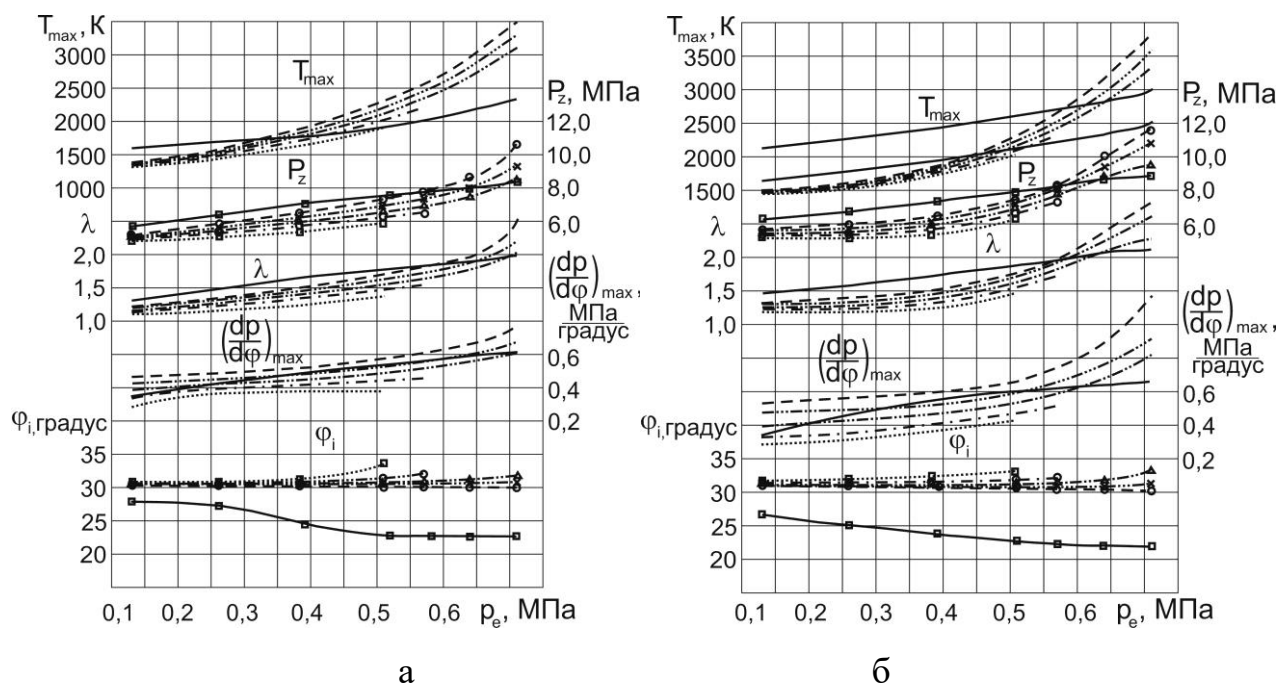 T_max, К
3000
2500
2000
1500
1000
T_max
P_z, МПа
12,0
10,0
8,0
6,0
P_z
λ
2,0
1,5
1,0
λ
(dp/dφ)_max, МПа/градус
0,6
0,4
0,2
(dp/dφ)_max
φ_i,градус
35
30
25
20
φ_i
0,1 0,2 0,3 0,4 0,5 0,6 p_e, МПа
а
T_max, К
4000
3500
3000
2500
2000
1500
T_max
P_z, МПа
12,0
10,0
8,0
6,0
P_z
λ
2,0
1,5
1,0
λ
(dp/dφ)_max, МПа/градус
0,6
0,4
0,2
(dp/dφ)_max
φ_i,градус
35
30
25
20
15
φ_i
0,1 0,2 0,3 0,4 0,5 0,6 p_e, МПа
б